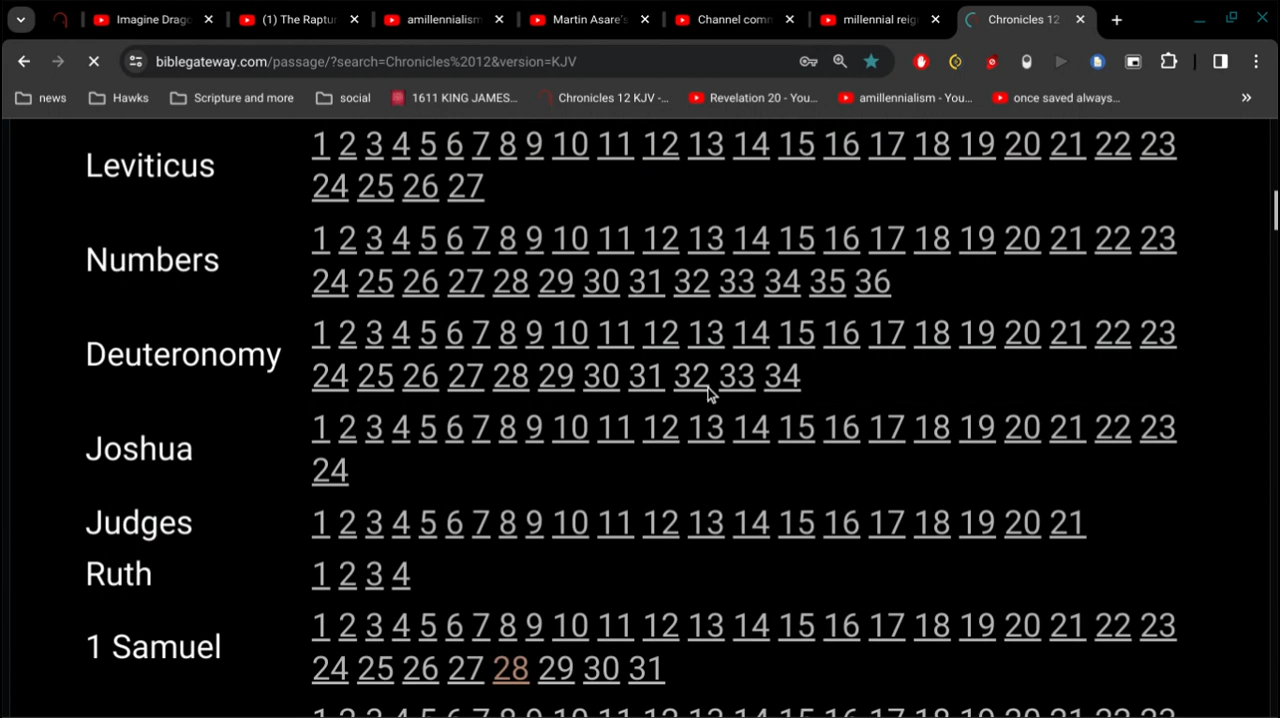 Imagine Drago (1) The Raptur amillennialism Martin Asare's Channel com millennial reig Chronicles 12
biblegateway.com/passage/?search=Chronicles%2012&version=KJV
news Hawks Scripture and more social 1611 KING JAMES... Chronicles 12 KJV -... Revelation 20 - You... amillennialism - You... once saved always... »
Leviticus
1 2 3 4 5 6 7 8 9 10 11 12 13 14 15 16 17 18 19 20 21 22 23
24 25 26 27
Numbers
1 2 3 4 5 6 7 8 9 10 11 12 13 14 15 16 17 18 19 20 21 22 23
24 25 26 27 28 29 30 31 32 33 34 35 36
Deuteronomy
1 2 3 4 5 6 7 8 9 10 11 12 13 14 15 16 17 18 19 20 21 22 23
24 25 26 27 28 29 30 31 32 33 34
Joshua
1 2 3 4 5 6 7 8 9 10 11 12 13 14 15 16 17 18 19 20 21 22 23
24
Judges
1 2 3 4 5 6 7 8 9 10 11 12 13 14 15 16 17 18 19 20 21
Ruth
1 2 3 4
1 Samuel
1 2 3 4 5 6 7 8 9 10 11 12 13 14 15 16 17 18 19 20 21 22 23
24 25 26 27 28 29 30 31